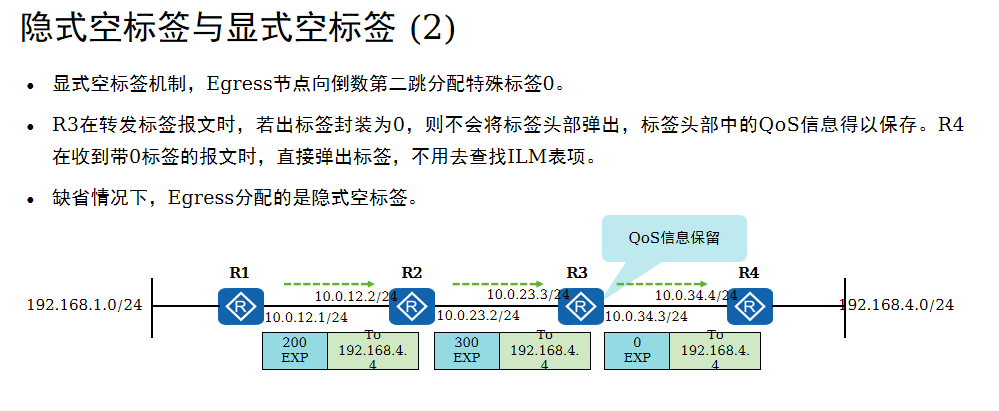 隐式空标签与显式空标签 (2)
• 显式空标签机制，Egress节点向倒数第二跳分配特殊标签0。
• R3在转发标签报文时，若出标签封装为0，则不会将标签头部弹出，标签头部中的QoS信息得以保存。R4
在收到带0标签的报文时，直接弹出标签，不用去查找ILM表项。
• 缺省情况下，Egress分配的是隐式空标签。
QoS信息保留
R1
R2
R3
R4
192.168.1.0/24
10.0.12.2/24
10.0.23.3/24
10.0.34.4/24
192.168.4.0/24
10.0.12.1/24
10.0.23.2/24
10.0.34.3/24
200
EXP
To
192.168.4.
4
300
EXP
To
192.168.4.
4
0
EXP
To
192.168.4.
4